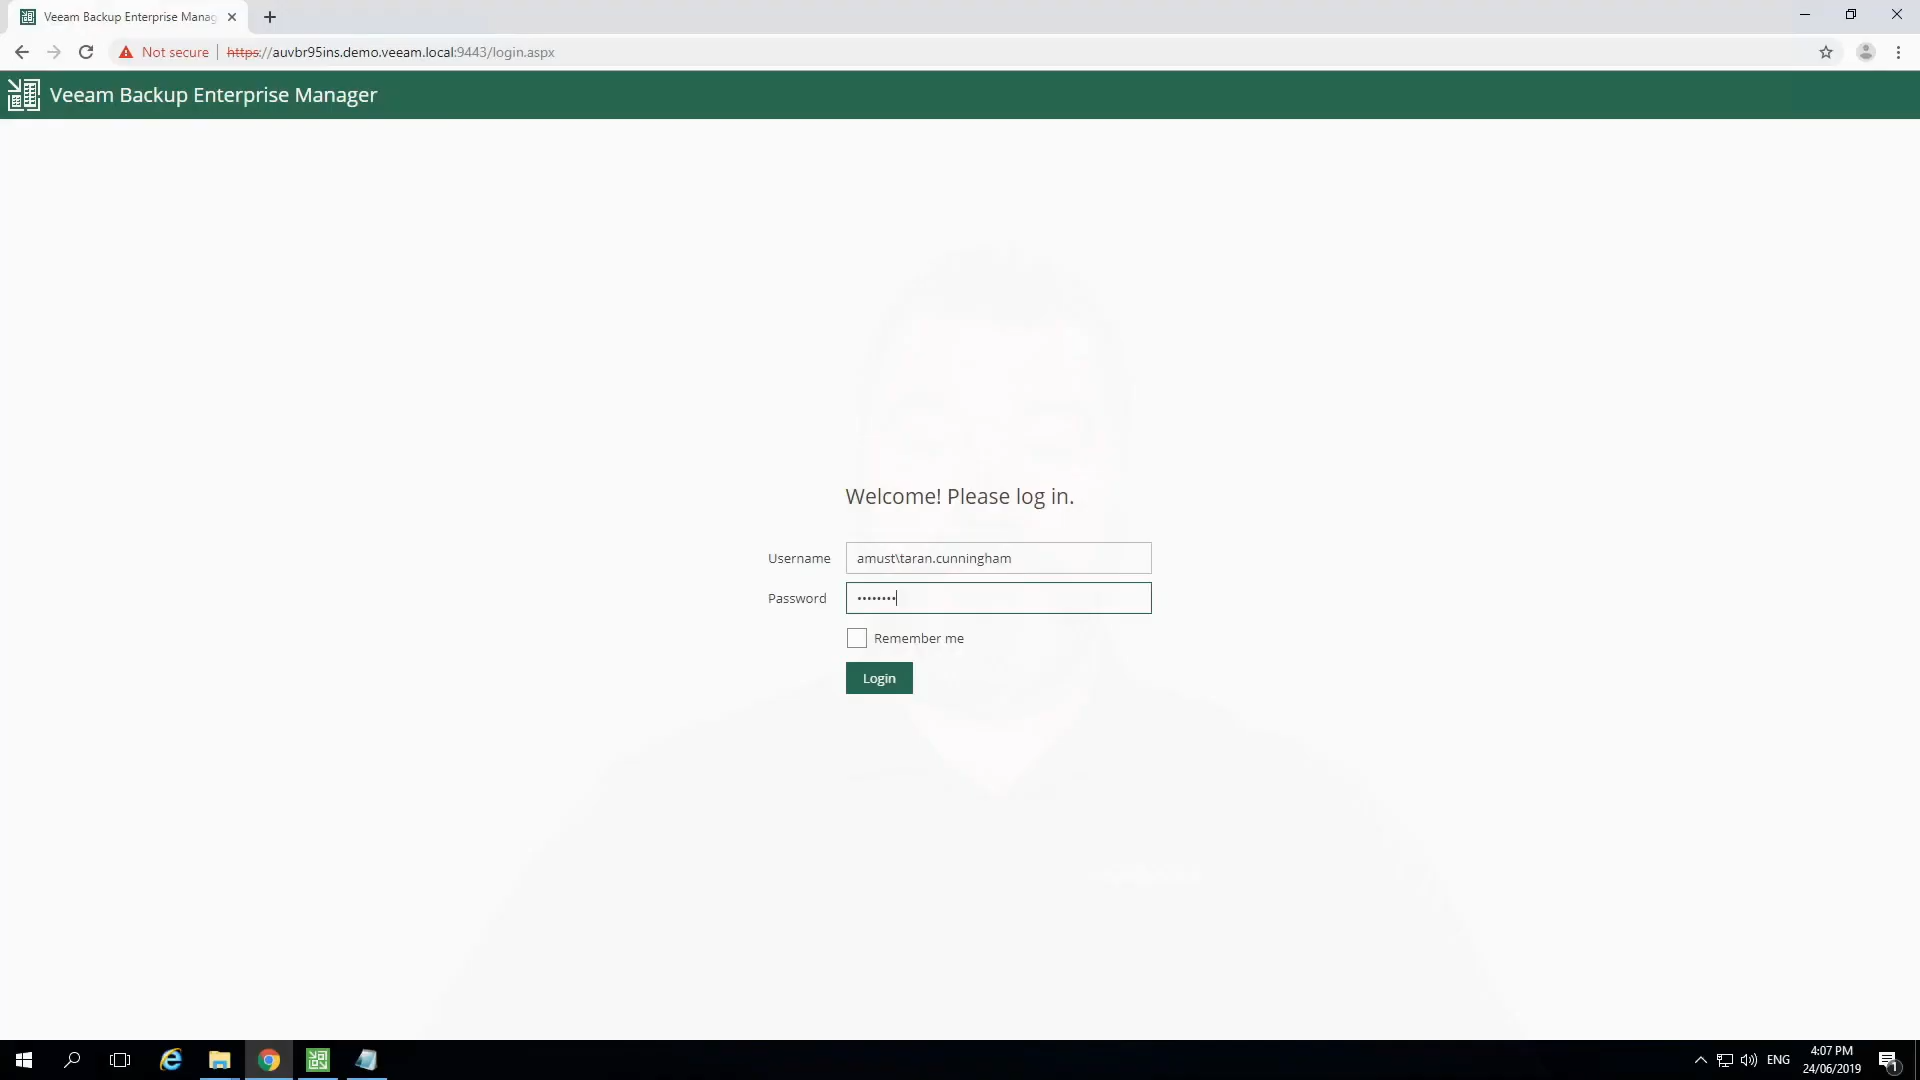 Veeam Backup Enterprise Manag
Not secure
https://auvbr95ins.demo.veeam.local:9443/login.aspx
Veeam Backup Enterprise Manager
Welcome! Please log in.
Username
amust\taran.cunningham
Password
••••••••
Remember me
Login
ENG
4:07 PM
24/06/2019
1